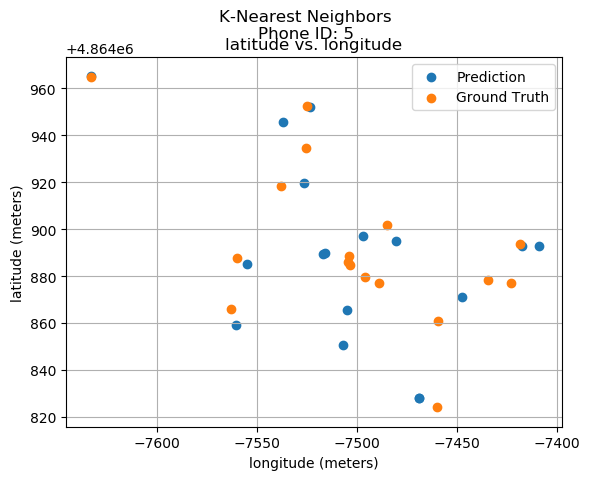 K-Nearest Neighbors
Phone ID: 5
latitude vs. longitude
+4.864e6
Prediction
Ground Truth
960
940
920
900
880
860
840
820
latitude (meters)
−7600
−7550
−7500
−7450
−7400
longitude (meters)